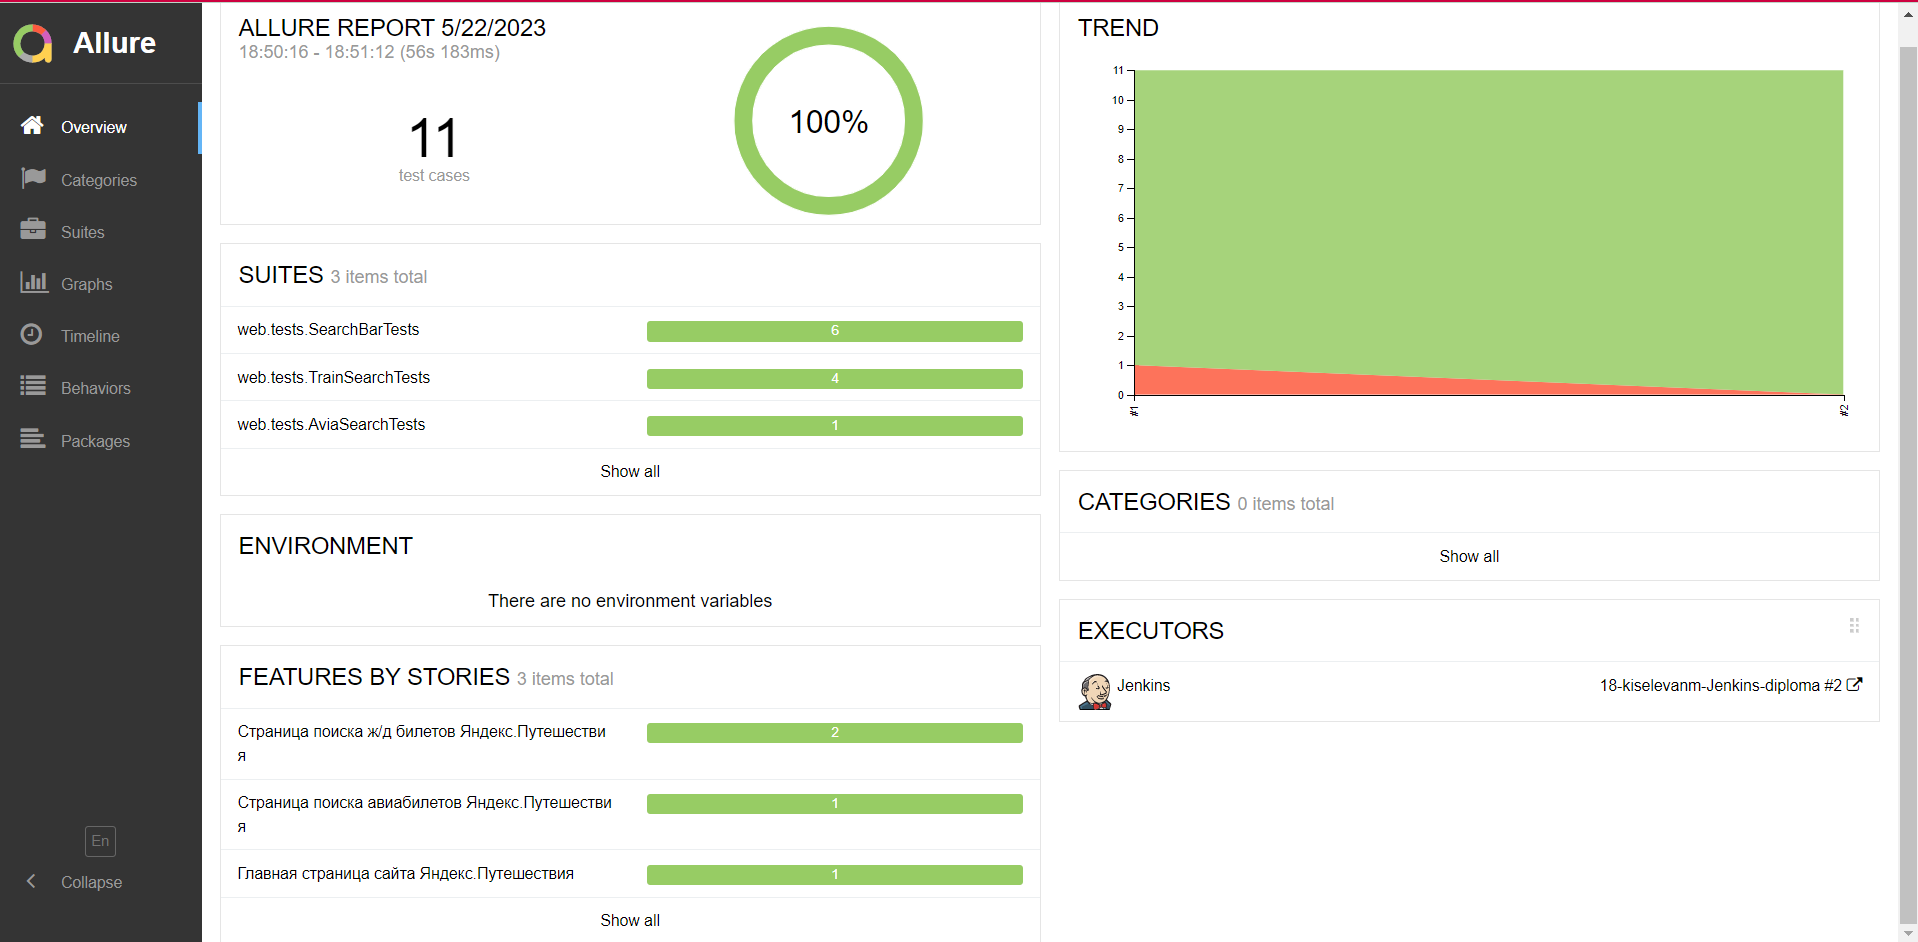 Allure
Overview
Categories
Suites
Graphs
Timeline
Behaviors
Packages
En
Collapse
ALLURE REPORT 5/22/2023
18:50:16 - 18:51:12 (56s 183ms)
11
test cases
100%
SUITES 3 items total
web.tests.SearchBarTests 6
web.tests.TrainSearchTests 4
web.tests.AviaSearchTests 1
Show all
ENVIRONMENT
There are no environment variables
FEATURES BY STORIES 3 items total
Страница поиска ж/д билетов Яндекс.Путешестви 2
я
Страница поиска авиабилетов Яндекс.Путешестви 1
я
Главная страница сайта Яндекс.Путешествия 1
Show all
TREND
11
10
9
8
7
6
5
4
3
2
1
0
#1
#2
CATEGORIES 0 items total
Show all
EXECUTORS
Jenkins 18-kiselevanm-Jenkins-diploma #2